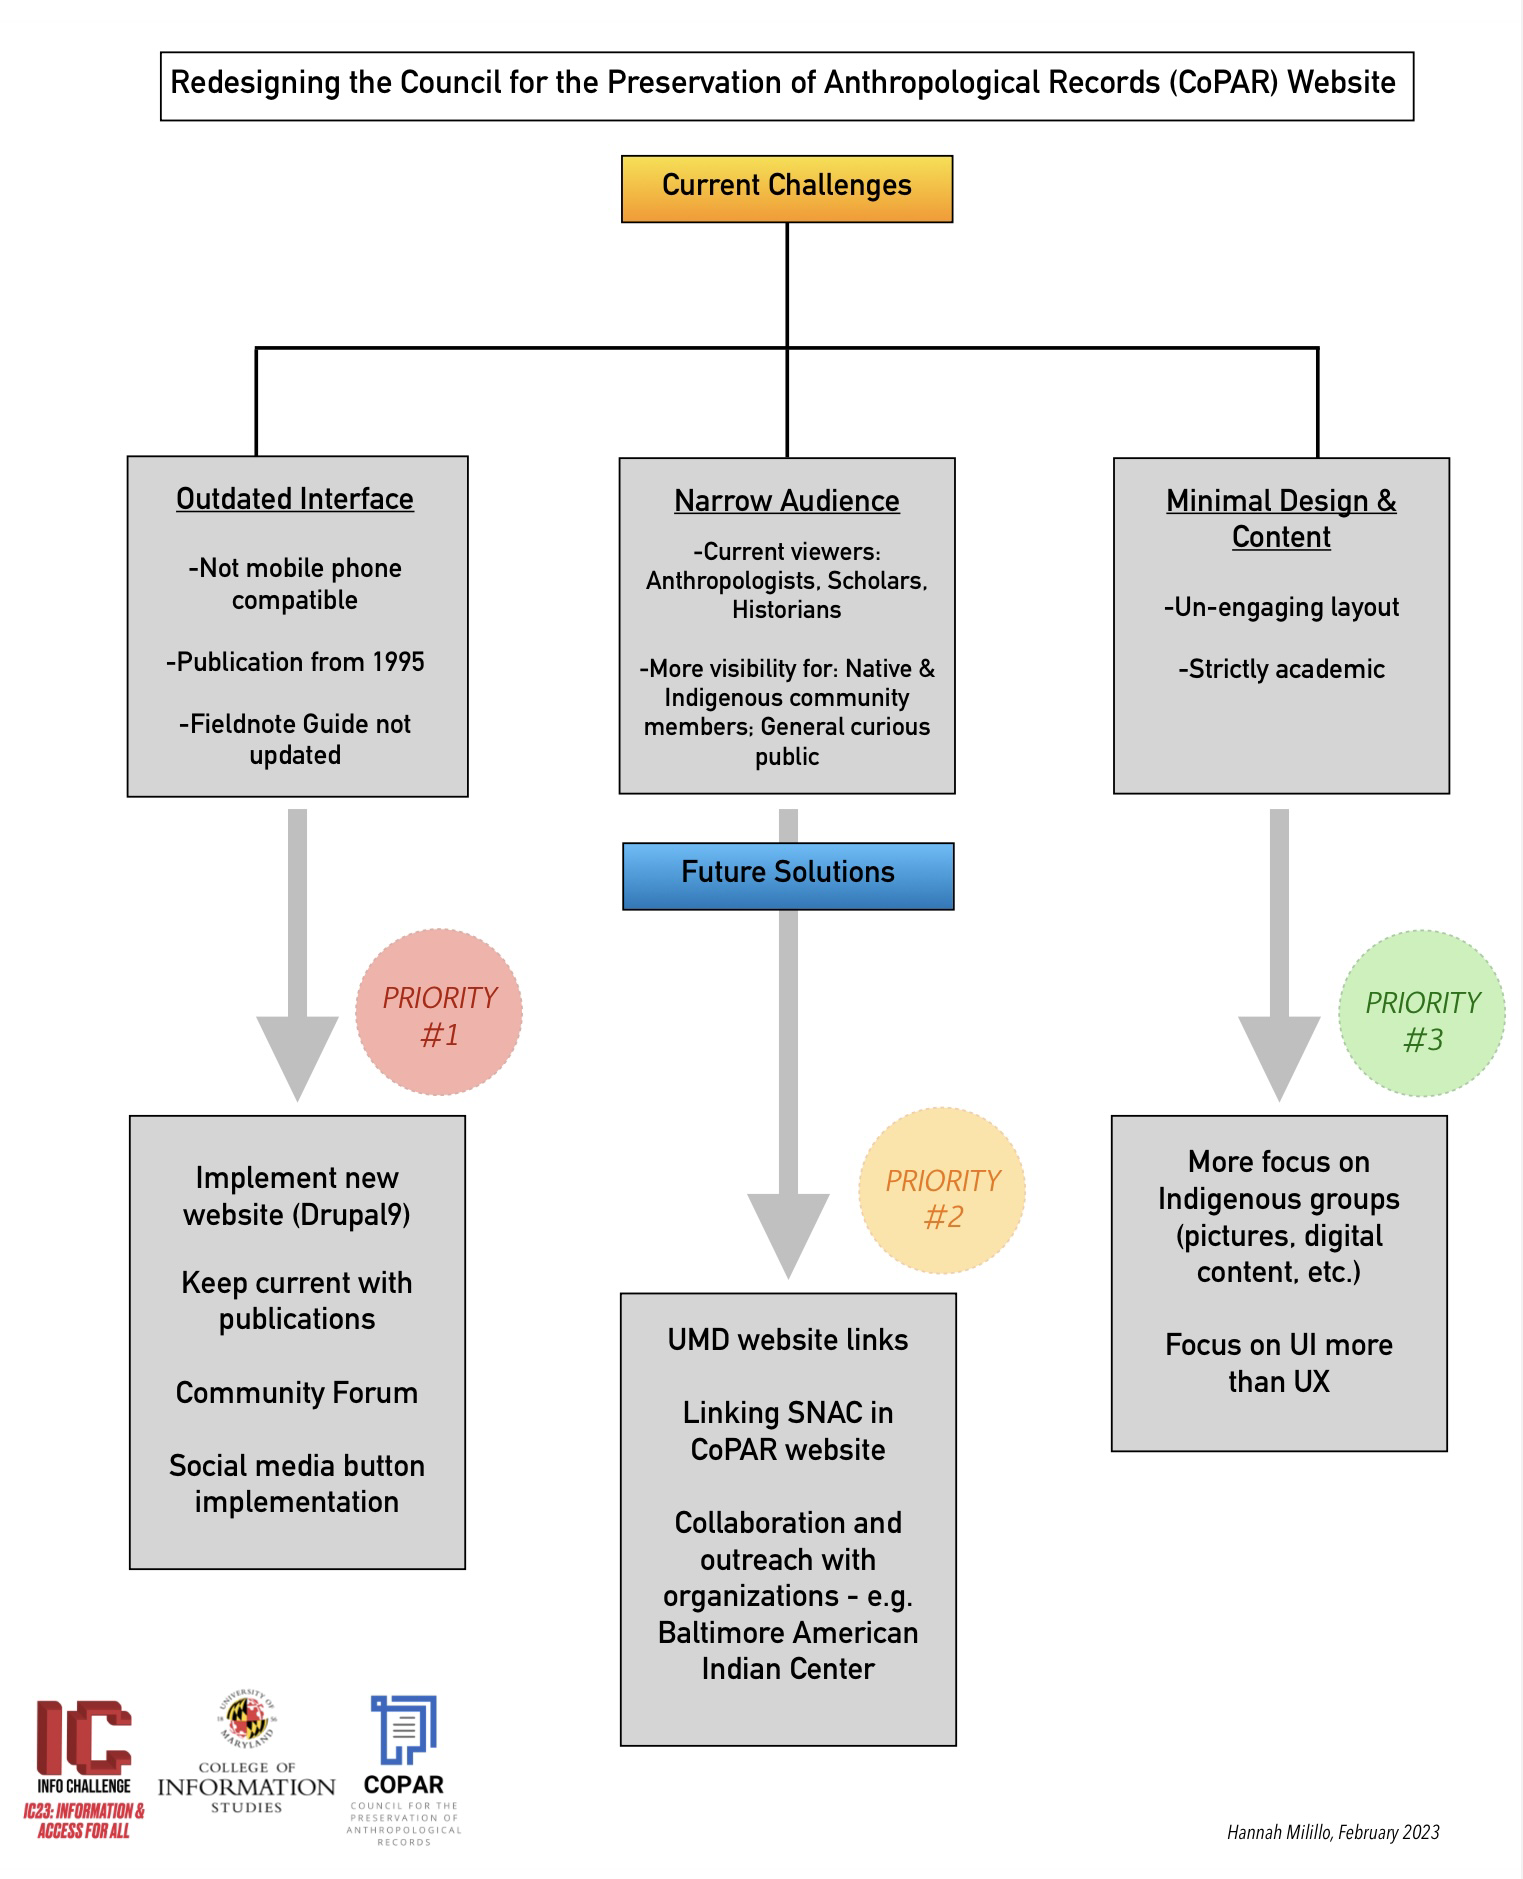 Redesigning the Council for the Preservation of Anthropological Records (CoPAR) Website
Current Challenges
Outdated Interface
-Not mobile phone
compatible
-Publication from 1995
-Fieldnote Guide not
updated
Narrow Audience
-Current viewers:
Anthropologists, Scholars,
Historians
-More visibility for: Native &
Indigenous community
members; General curious
public
Minimal Design &
Content
-Un-engaging layout
-Strictly academic
Future Solutions
PRIORITY
#1
PRIORITY
#2
PRIORITY
#3
Implement new
website (Drupal9)
Keep current with
publications
Community Forum
Social media button
implementation
UMD website links
Linking SNAC in
CoPAR website
Collaboration and
outreach with
organizations - e.g.
Baltimore American
Indian Center
More focus on
Indigenous groups
(pictures, digital
content, etc.)
Focus on UI more
than UX
IC
INFO CHALLENGE
IC23: INFORMATION &
ACCESS FOR ALL
UNIVERSITY OF
18 56
MARYLAND
COLLEGE OF
INFORMATION
STUDIES
COPAR
COUNCIL FOR THE
PRESERVATION OF
ANTHROPOLOGICAL
RECORDS
Hannah Milillo, February 2023